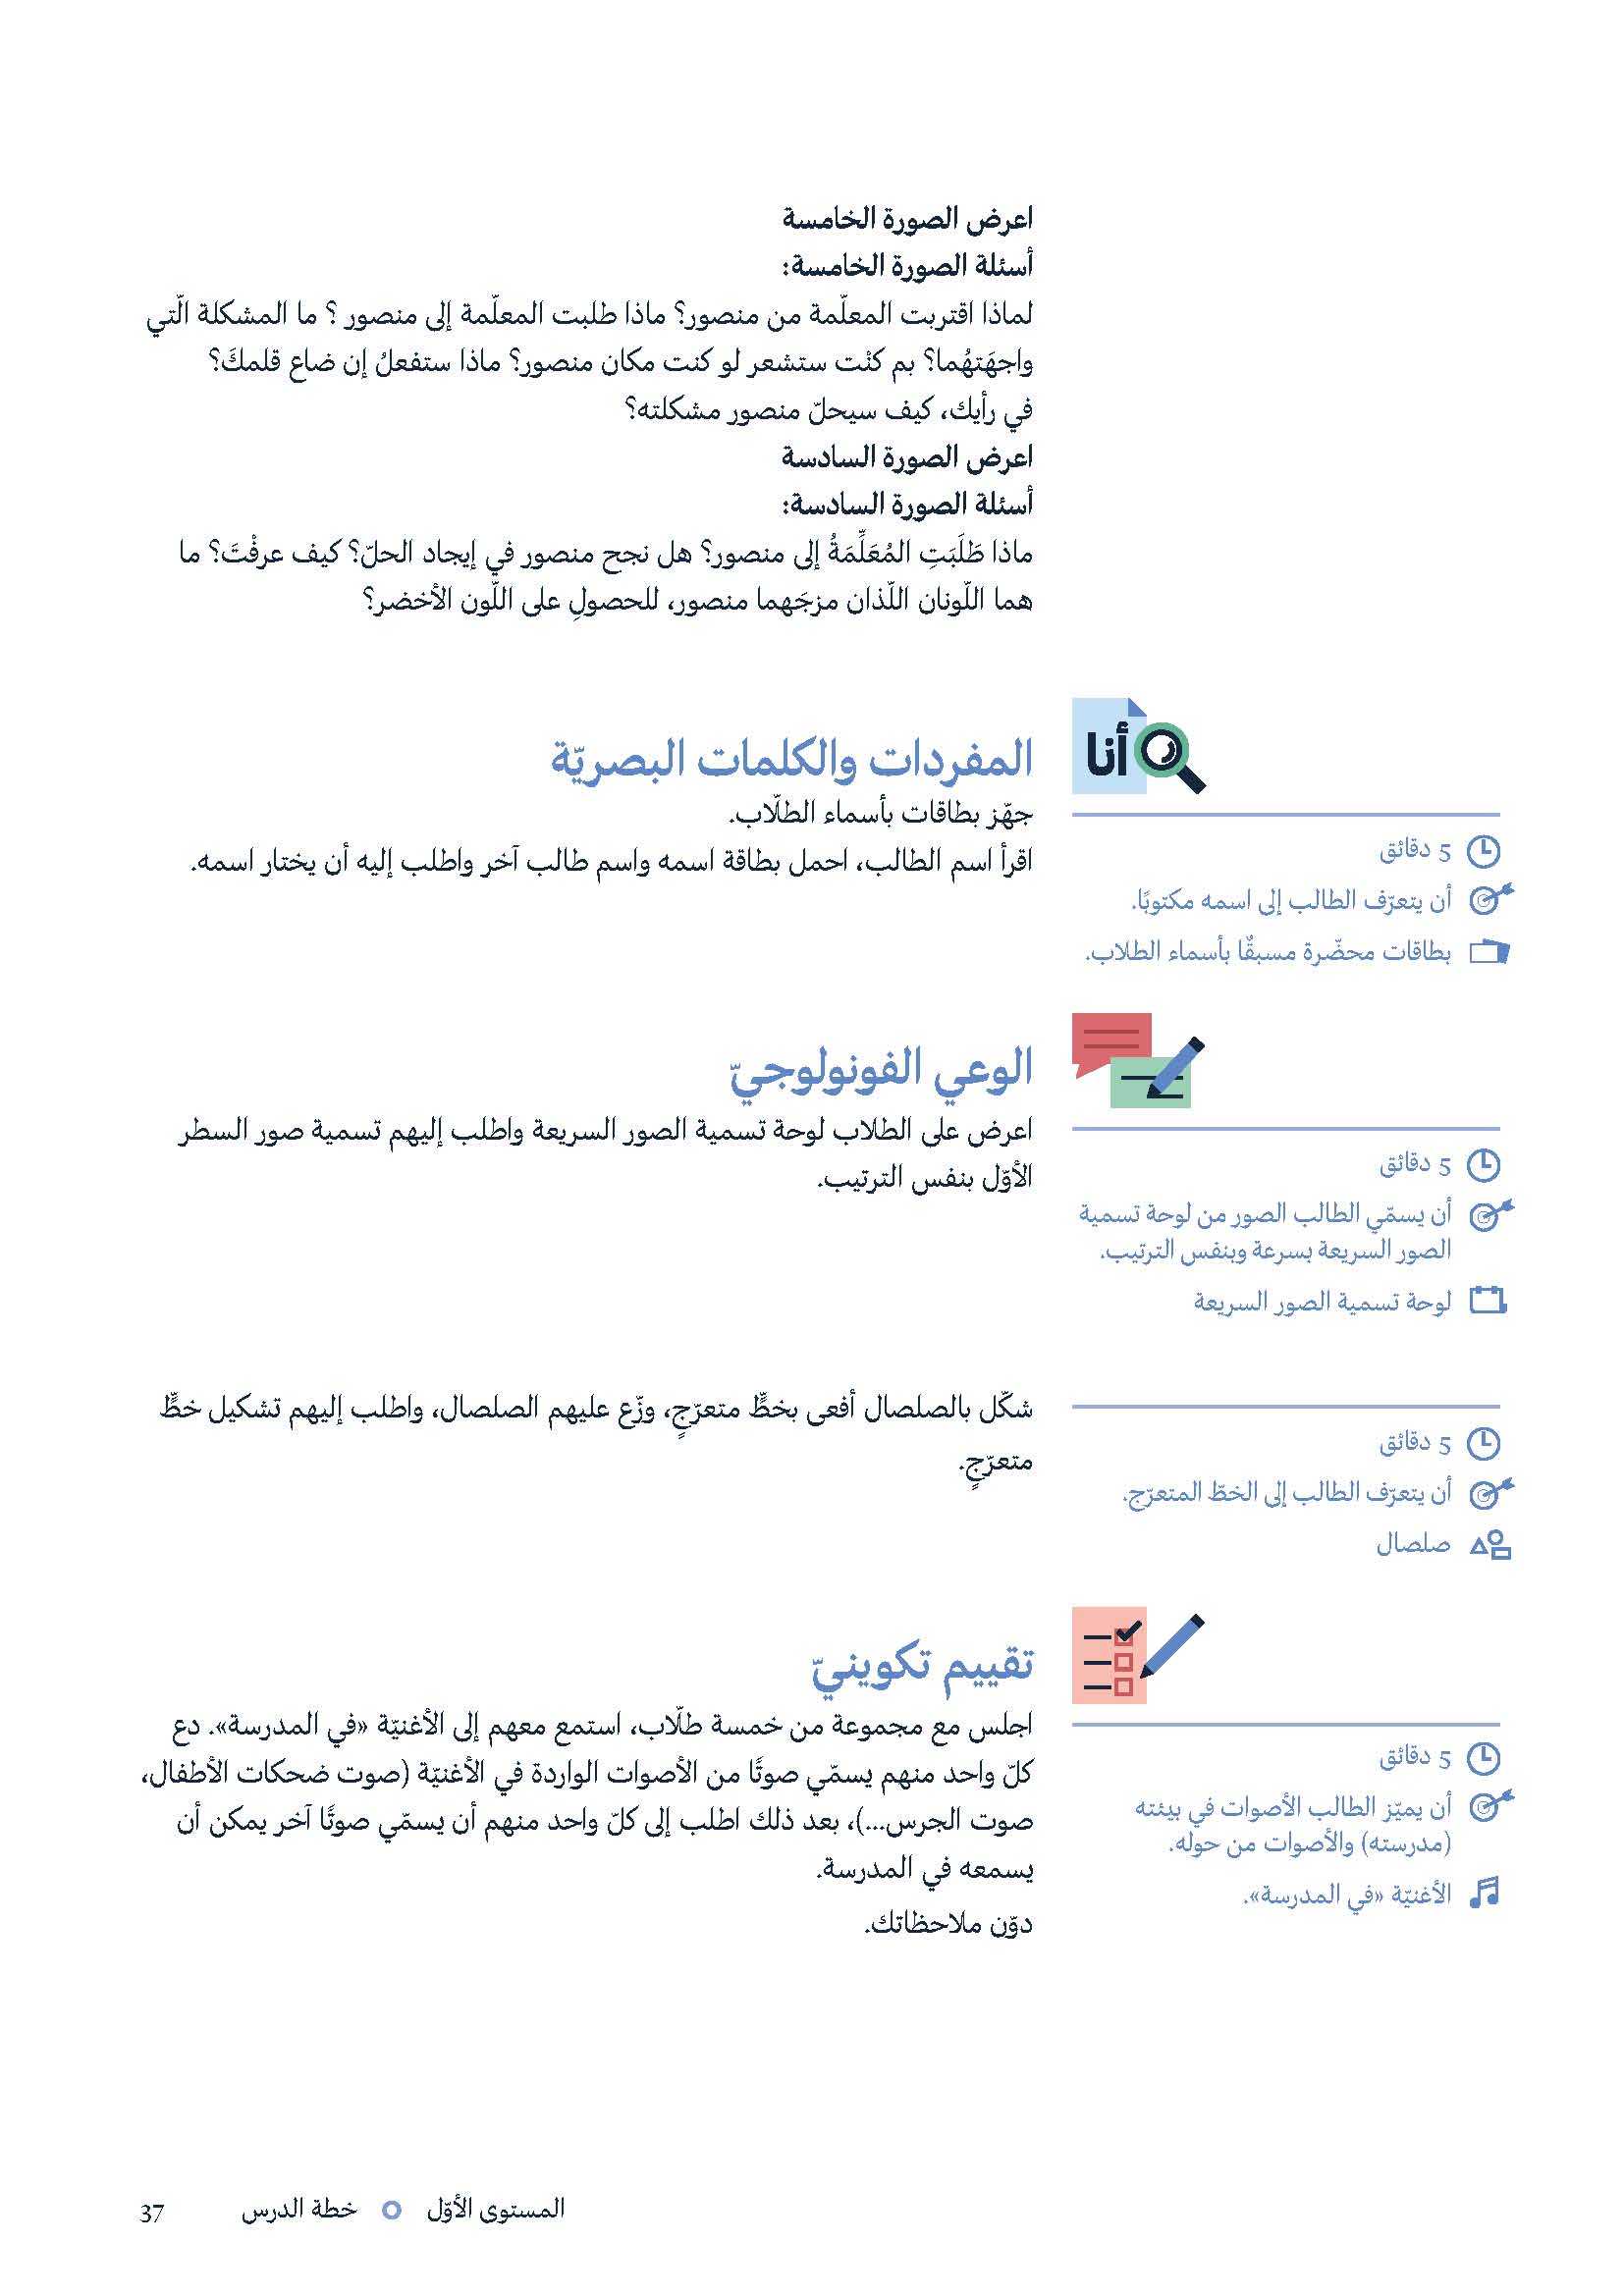 اعرض الصورة الخامسة
أسئلة الصورة الخامسة:
لماذا اقتربت المعلّمة من منصور؟ ماذا طلبت المعلّمة إلى منصور ؟ ما المشكلة الّتي
واجهَتهُما؟ بم كنْت ستشعر لو كنت مكان منصور؟ ماذا ستفعلُ إن ضاع قلمكَ؟
في رأيك، كيف سيحلّ منصور مشكلته؟
اعرض الصورة السادسة
أسئلة الصورة السادسة:
ماذا طَلَبَتِ المُعَلِّمَةُ إلى منصور؟ هل نجح منصور في إيجاد الحلّ؟ كيف عرفْتَ؟ ما
هما اللّونان اللّذان مزجَهما منصور، للحصولِ على اللّون الأخضر؟
أنا
المفردات والكلمات البصريّة
جهّز بطاقات بأسماء الطلّاب.
اقرأ اسم الطالب، احمل بطاقة اسمه واسم طالب آخر واطلب إليه أن يختار اسمه.
5 دقائق
أن يتعرّف الطالب إلى اسمه مكتوبًا.
بطاقات محضّرة مسبقًا بأسماء الطلاب.
الوعي الفونولوجيّ
اعرض على الطلاب لوحة تسمية الصور السريعة واطلب إليهم تسمية صور السطر
الأوّل بنفس الترتيب.
5 دقائق
أن يسمّي الطالب الصور من لوحة تسمية
الصور السريعة بسرعة وبنفس الترتيب.
لوحة تسمية الصور السريعة
شكّل بالصلصال أفعى بخطٍّ متعرّجٍ، وزّع عليهم الصلصال، واطلب إليهم تشكيل خطٍّ
متعرّجٍ.
5 دقائق
أن يتعرّف الطالب إلى الخطّ المتعرّج.
صلصال
تقييم تكوينيّ
اجلس مع مجموعة من خمسة طلّاب، استمع معهم إلى الأغنيّة «في المدرسة». دع
كلّ واحد منهم يسمّي صوتًا من الأصوات الواردة في الأغنيّة (صوت ضحكات الأطفال،
صوت الجرس...)، بعد ذلك اطلب إلى كلّ واحد منهم أن يسمّي صوتًا آخر يمكن أن
يسمعه في المدرسة.
دوّن ملاحظاتك.
5 دقائق
أن يميّز الطالب الأصوات في بيئته
(مدرسته) والأصوات من حوله.
الأغنيّة «في المدرسة».
المستوى الأوّل خطة الدرس 37